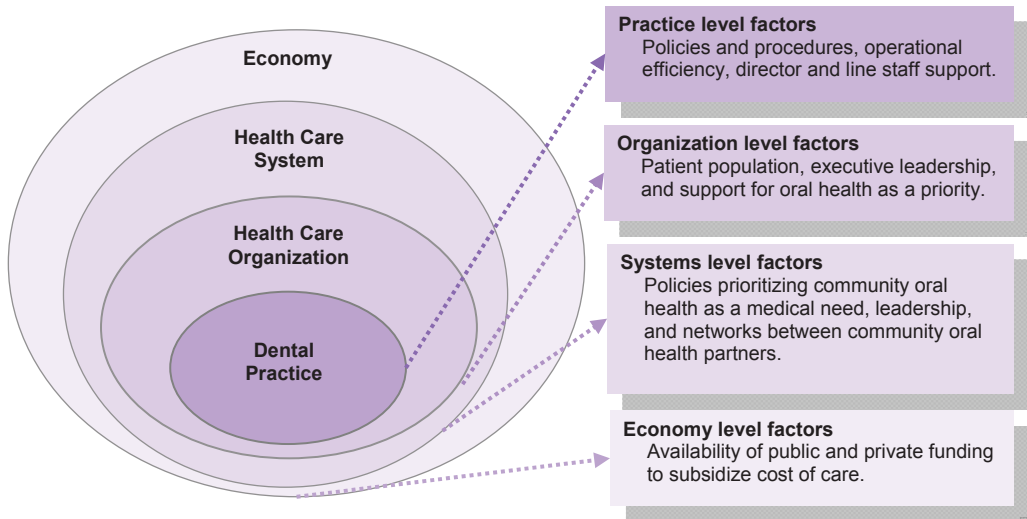 Economy
Health Care
System
Health Care
Organization
Dental
Practice
Practice level factors
Policies and procedures, operational
efficiency, director and line staff support.
Organization level factors
Patient population, executive leadership,
and support for oral health as a priority.
Systems level factors
Policies prioritizing community oral
health as a medical need, leadership,
and networks between community oral
health partners.
Economy level factors
Availability of public and private funding
to subsidize cost of care.